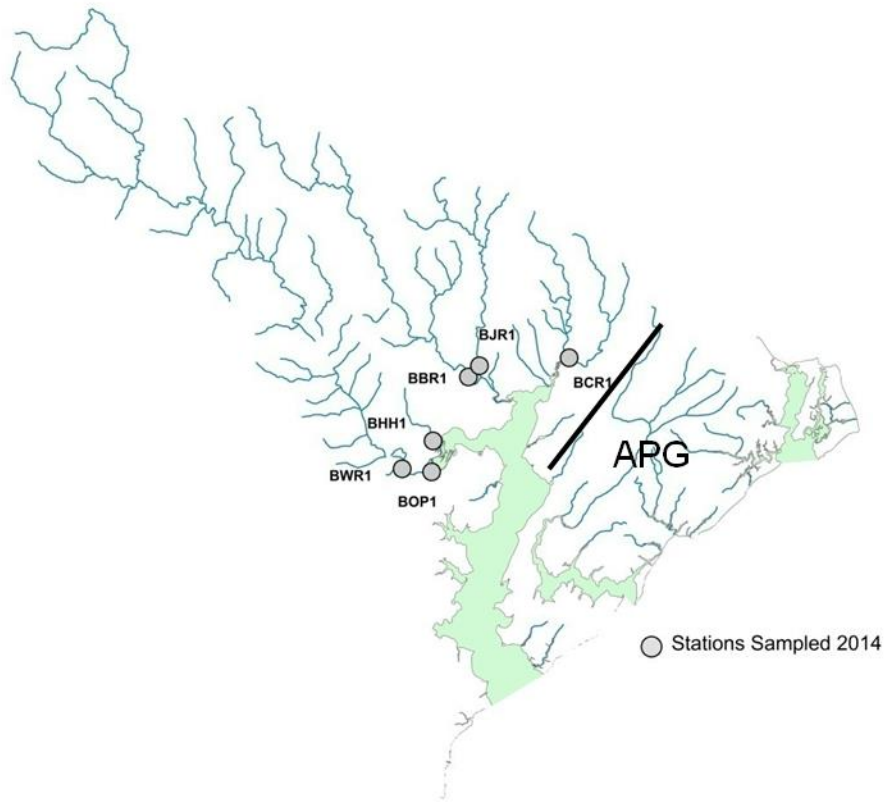 BJR1
BBR1
BCR1
BHH1
APG
BWR1
BOP1
Stations Sampled 2014